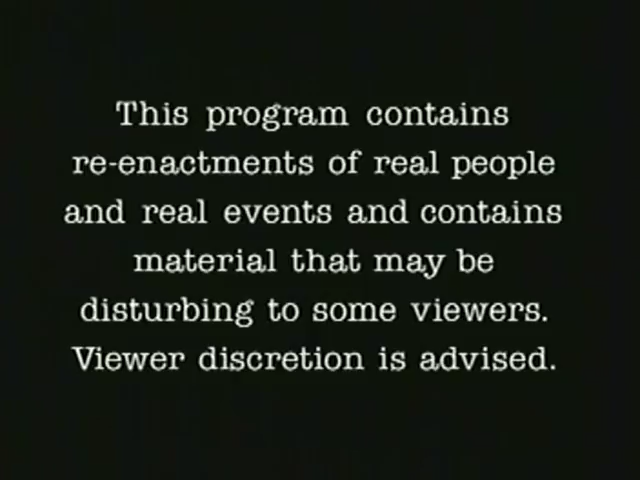 This program contains
re-enactments of real people
and real events and contains
material that may be
disturbing to some viewers.
Viewer discretion is advised.